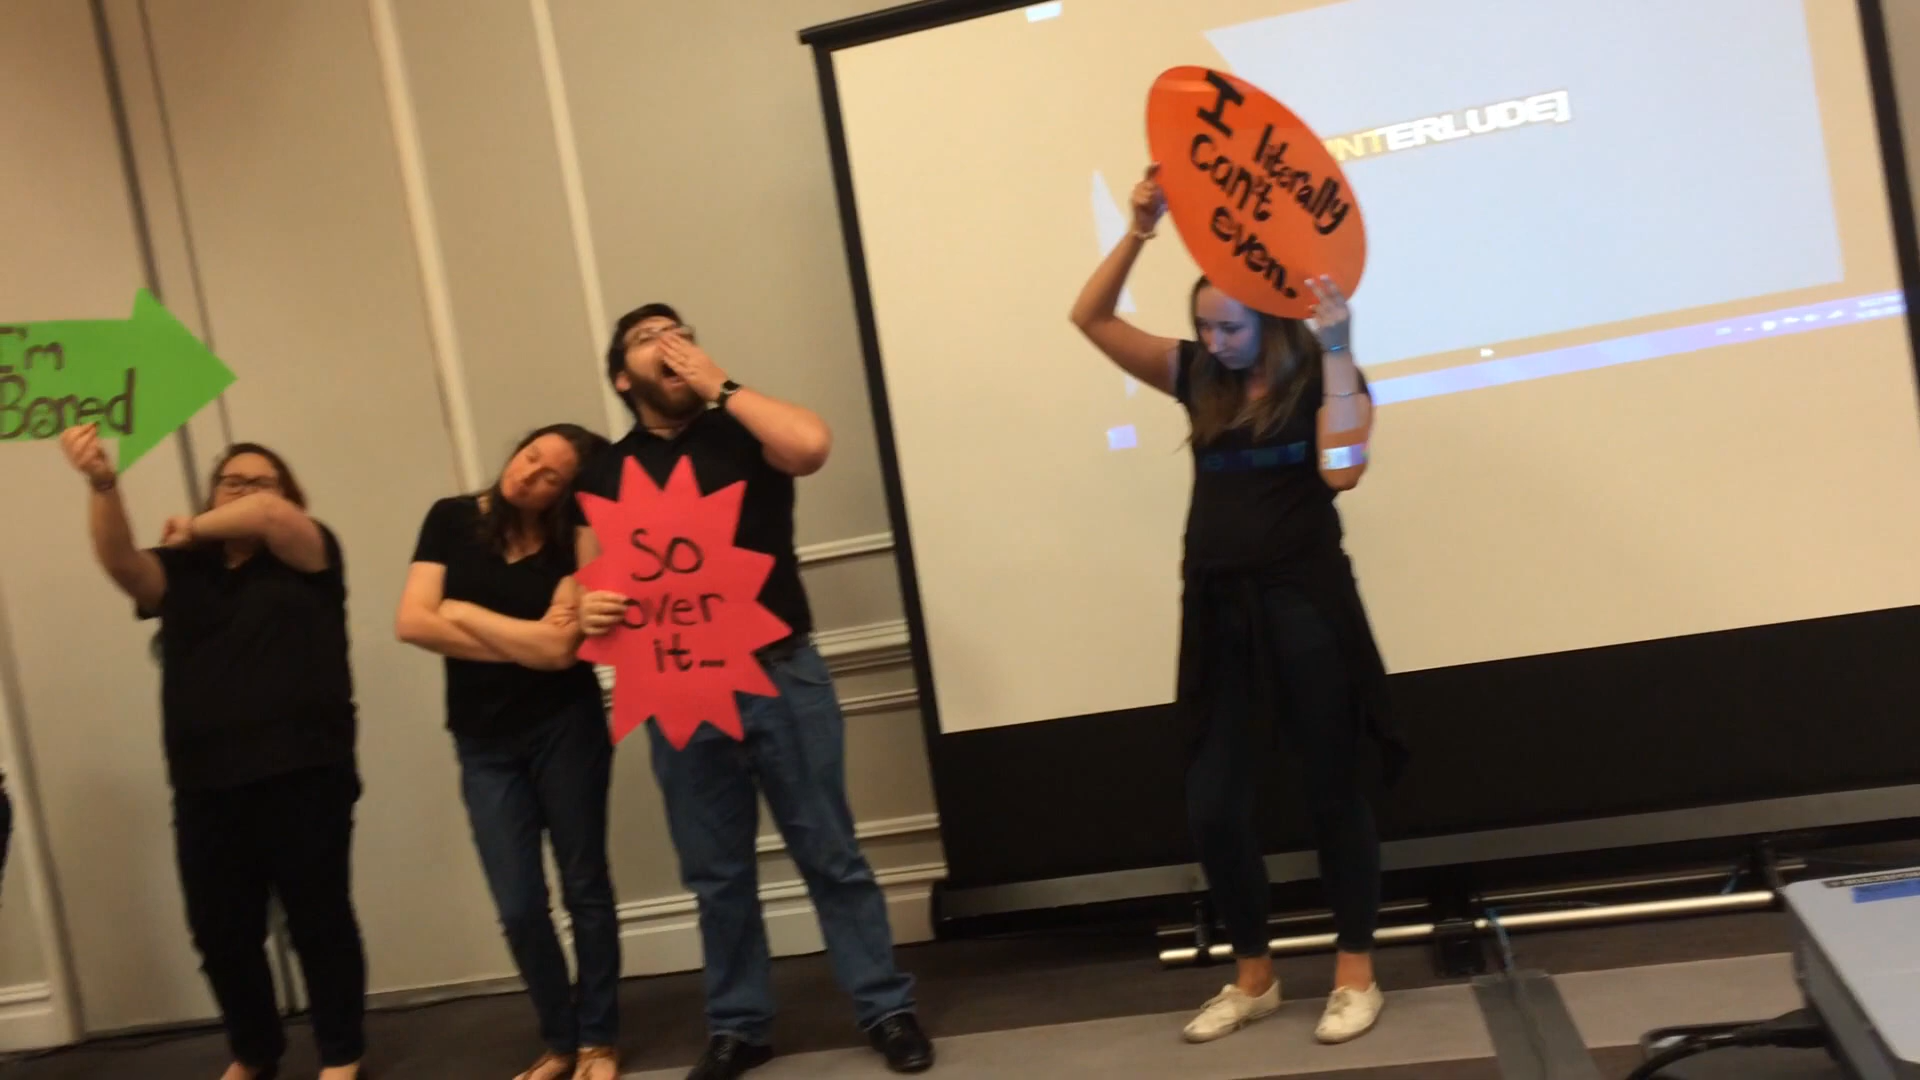 I'm
Bored
So
over
it...
I
literally
can't
even.
INTERLUDE]